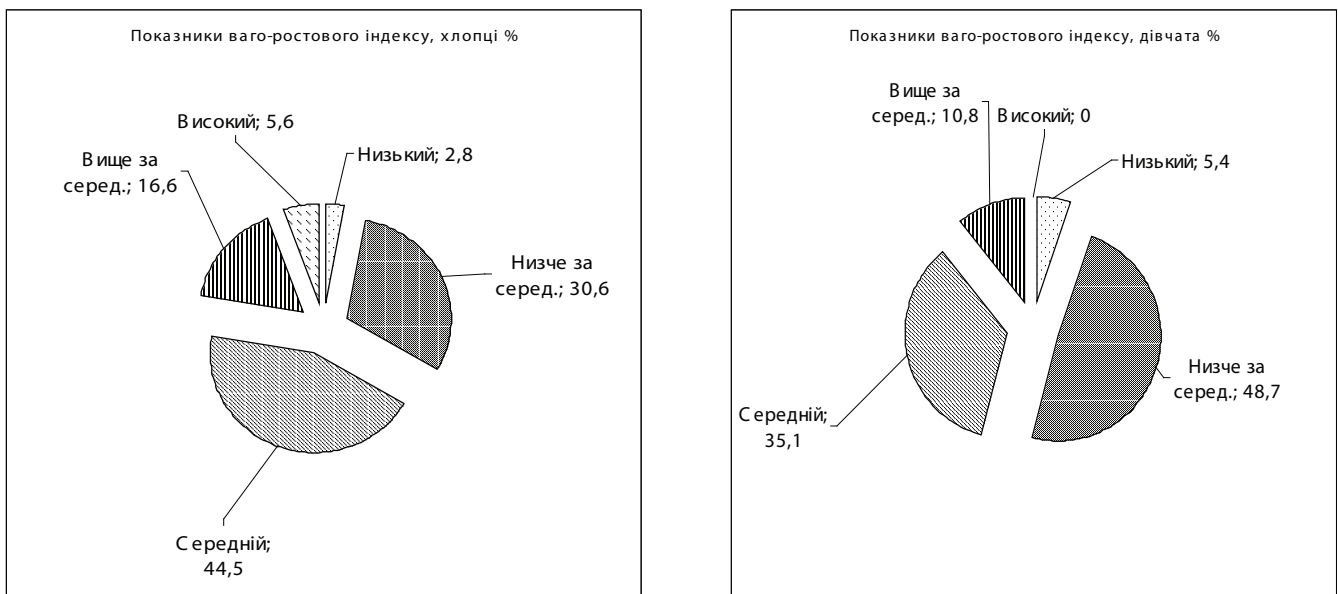 Показники ваго-ростового індексу, хлопці %
Високий; 5,6
Низький; 2,8
Вище за
серед.; 16,6
Низче за
серед.; 30,6
Середній;
44,5
Показники ваго-ростового індексу, дівчата %
Вище за
серед.; 10,8
Високий; 0
Низький; 5,4
Низче за
серед.; 48,7
Середній;
35,1